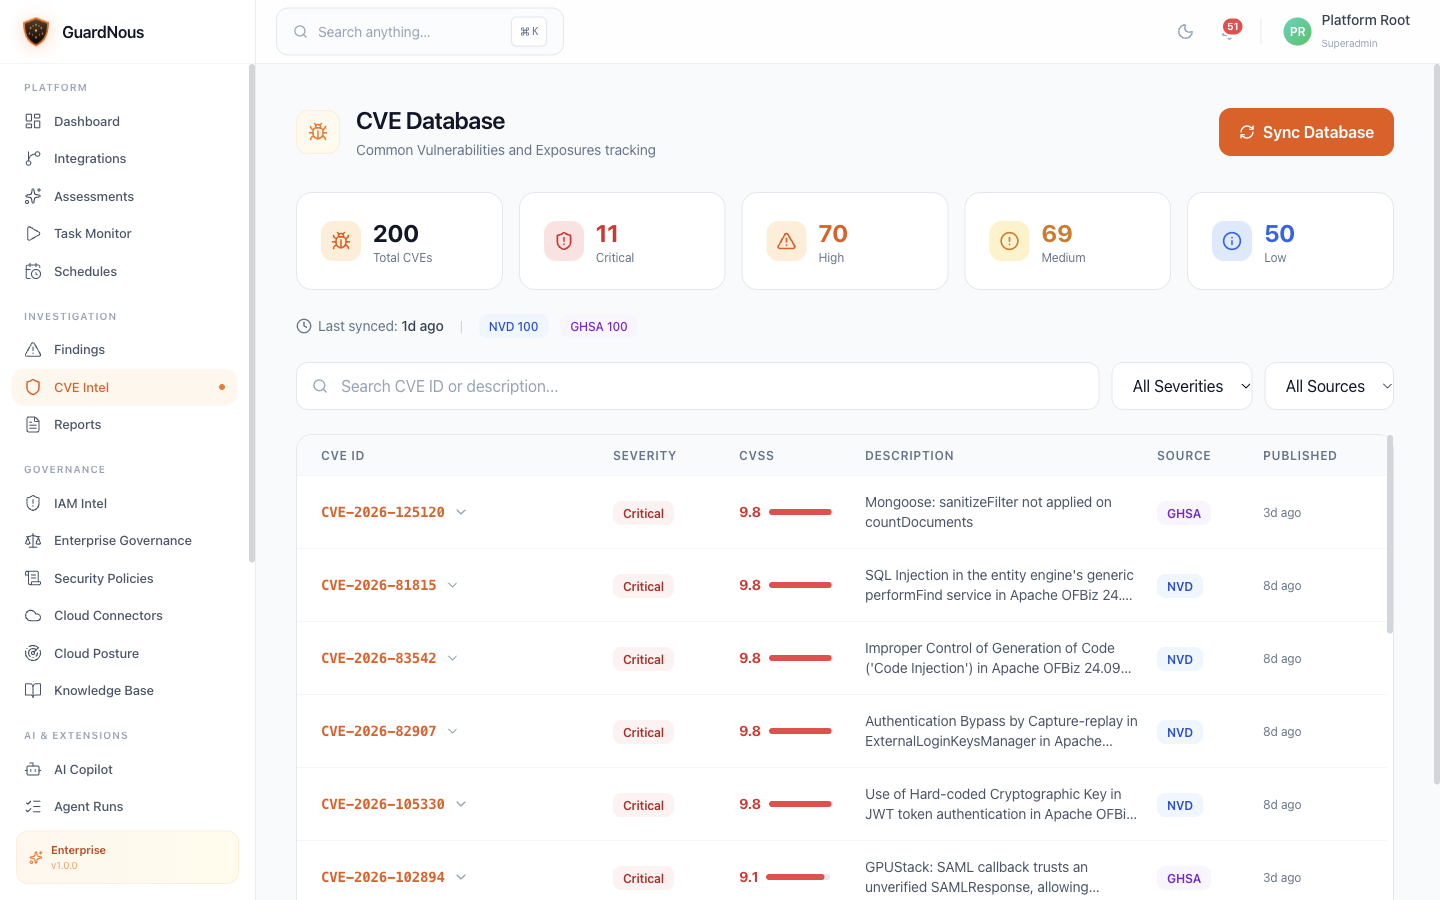 GuardNous
Search anything...
⌘ K
51
PR
Platform Root
Superadmin
PLATFORM
Dashboard
Integrations
Assessments
Task Monitor
Schedules
INVESTIGATION
Findings
CVE Intel
Reports
GOVERNANCE
IAM Intel
Enterprise Governance
Security Policies
Cloud Connectors
Cloud Posture
Knowledge Base
AI & EXTENSIONS
AI Copilot
Agent Runs
Enterprise
v1.0.0
CVE Database
Common Vulnerabilities and Exposures tracking
Sync Database
200
Total CVEs
11
Critical
70
High
69
Medium
50
Low
Last synced: 1d ago | NVD 100 GHSA 100
Search CVE ID or description...
All Severities
All Sources
CVE ID SEVERITY CVSS DESCRIPTION SOURCE PUBLISHED
CVE-2026-125120 Critical 9.8 Mongoose: sanitizeFilter not applied on
countDocuments GHSA 3d ago
CVE-2026-81815 Critical 9.8 SQL Injection in the entity engine's generic
performFind service in Apache OFBiz 24.... NVD 8d ago
CVE-2026-83542 Critical 9.8 Improper Control of Generation of Code
('Code Injection') in Apache OFBiz 24.09... NVD 8d ago
CVE-2026-82907 Critical 9.8 Authentication Bypass by Capture-replay in
ExternalLoginKeysManager in Apache... NVD 8d ago
CVE-2026-105330 Critical 9.8 Use of Hard-coded Cryptographic Key in
JWT token authentication in Apache OFBi... NVD 8d ago
CVE-2026-102894 Critical 9.1 GPUStack: SAML callback trusts an
unverified SAMLResponse, allowing... GHSA 3d ago